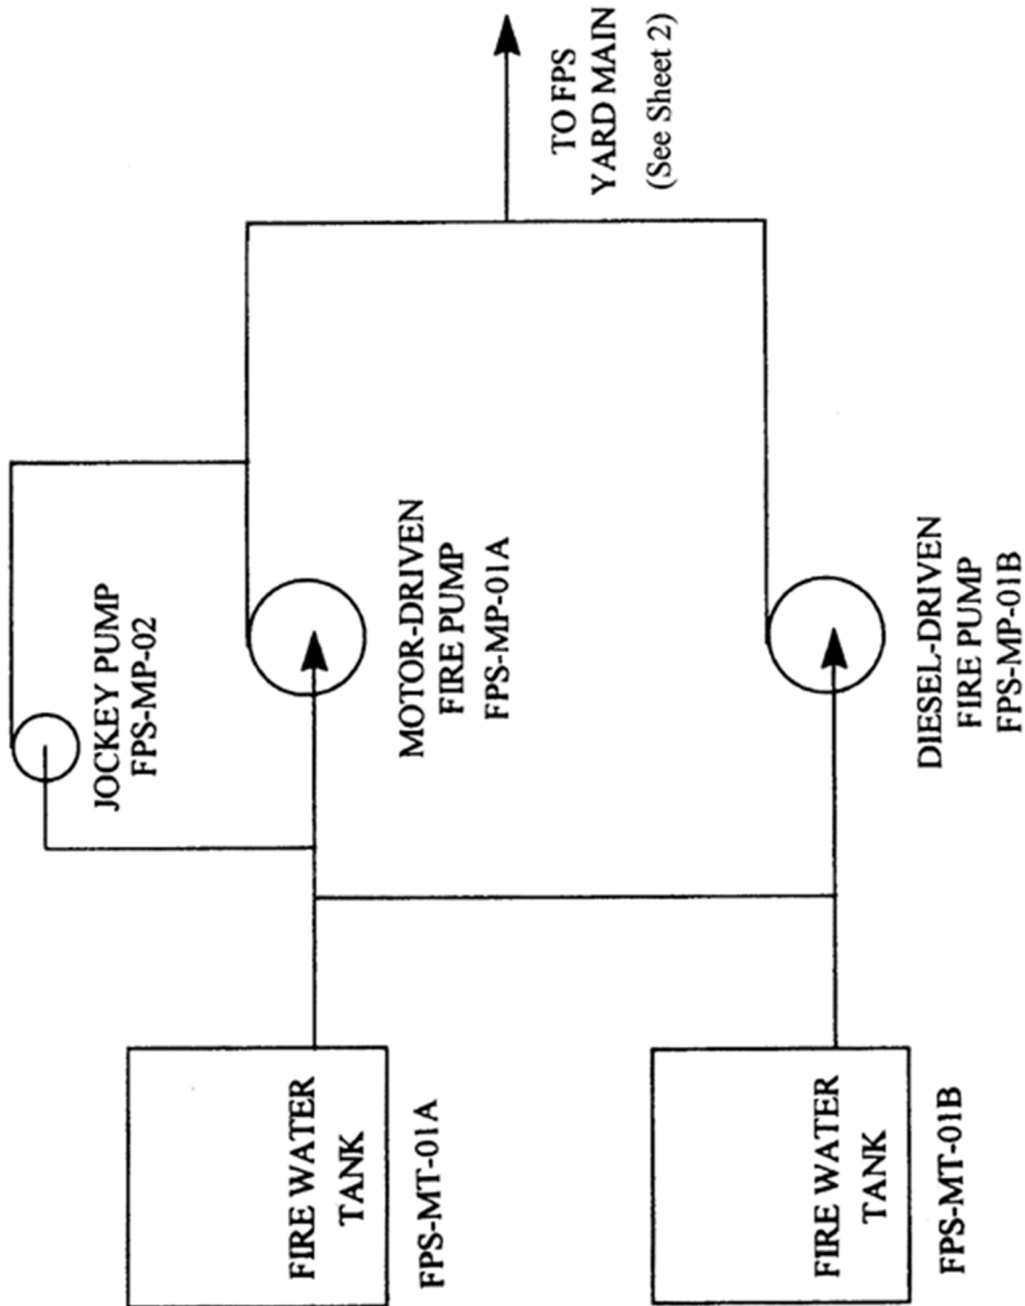 JOCKEY PUMP
FPS-MP-02
FIRE WATER
TANK
FPS-MT-01A
MOTOR-DRIVEN
FIRE PUMP
FPS-MP-01A
TO FPS
YARD MAIN
(See Sheet 2)
FIRE WATER
TANK
FPS-MT-01B
DIESEL-DRIVEN
FIRE PUMP
FPS-MP-01B